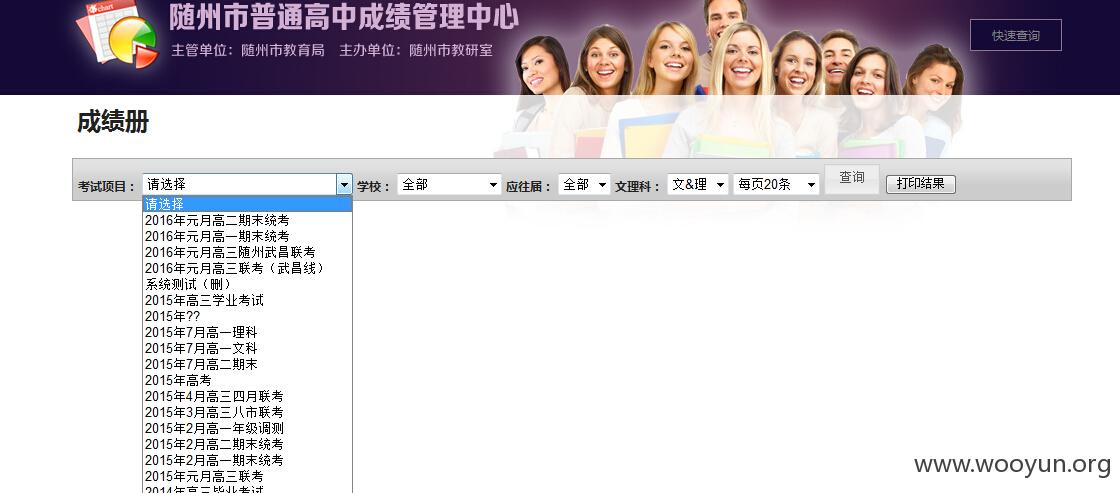 chart
随州市普通高中成绩管理中心
主管单位：随州市教育局 主办单位：随州市教研室
快速查询
成绩册
考试项目： 请选择 学校： 全部 应往届： 全部 文理科： 文&理 每页20条 查询 打印结果
请选择
2016年元月高二期末统考
2016年元月高一期末统考
2016年元月高三随州武昌联考
2016年元月高三联考（武昌线）
系统测试（删）
2015年高三学业考试
2015年??
2015年7月高一理科
2015年7月高一文科
2015年7月高二期末
2015年高考
2015年4月高三四月联考
2015年3月高三八市联考
2015年2月高一年级调测
2015年2月高二期末统考
2015年2月高一期末统考
2015年元月高三联考
2014年高三毕业考试
www.wooyun.org